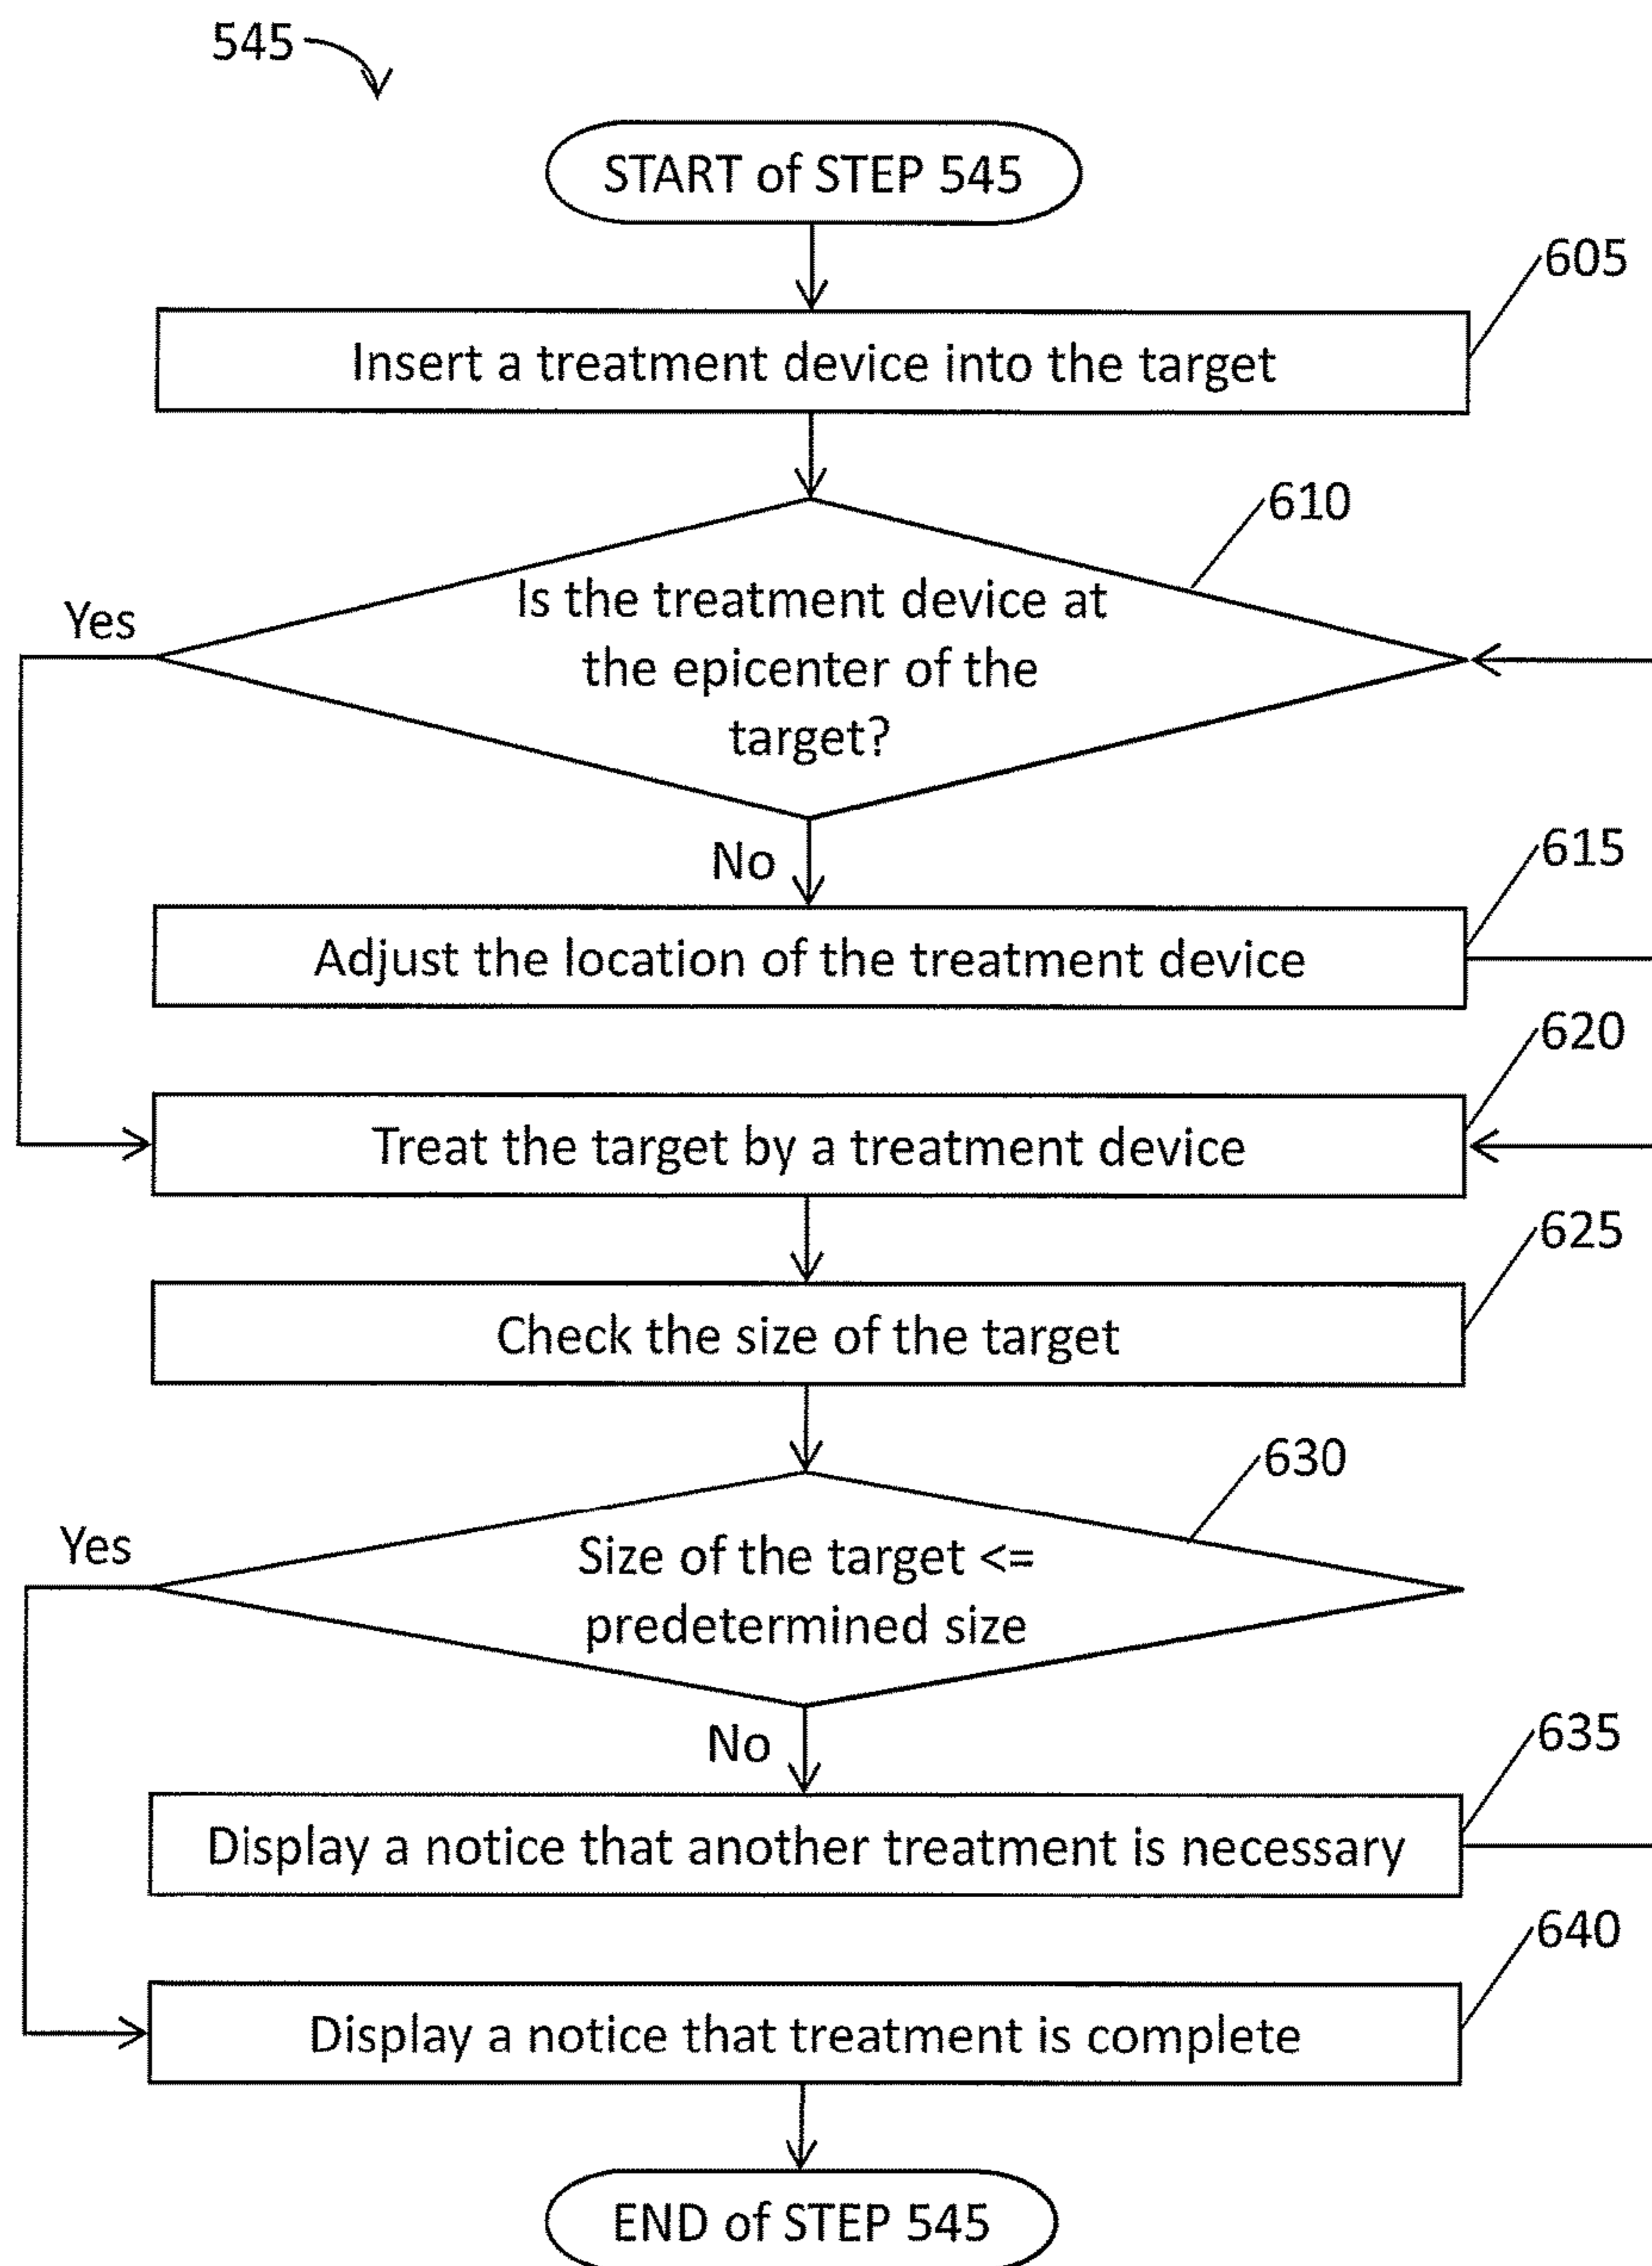 545
START of STEP 545
605
Insert a treatment device into the target
610
Is the treatment device at
the epicenter of the
target?
Yes
No
615
Adjust the location of the treatment device
620
Treat the target by a treatment device
625
Check the size of the target
630
Size of the target <=
predetermined size
Yes
No
635
Display a notice that another treatment is necessary
640
Display a notice that treatment is complete
END of STEP 545